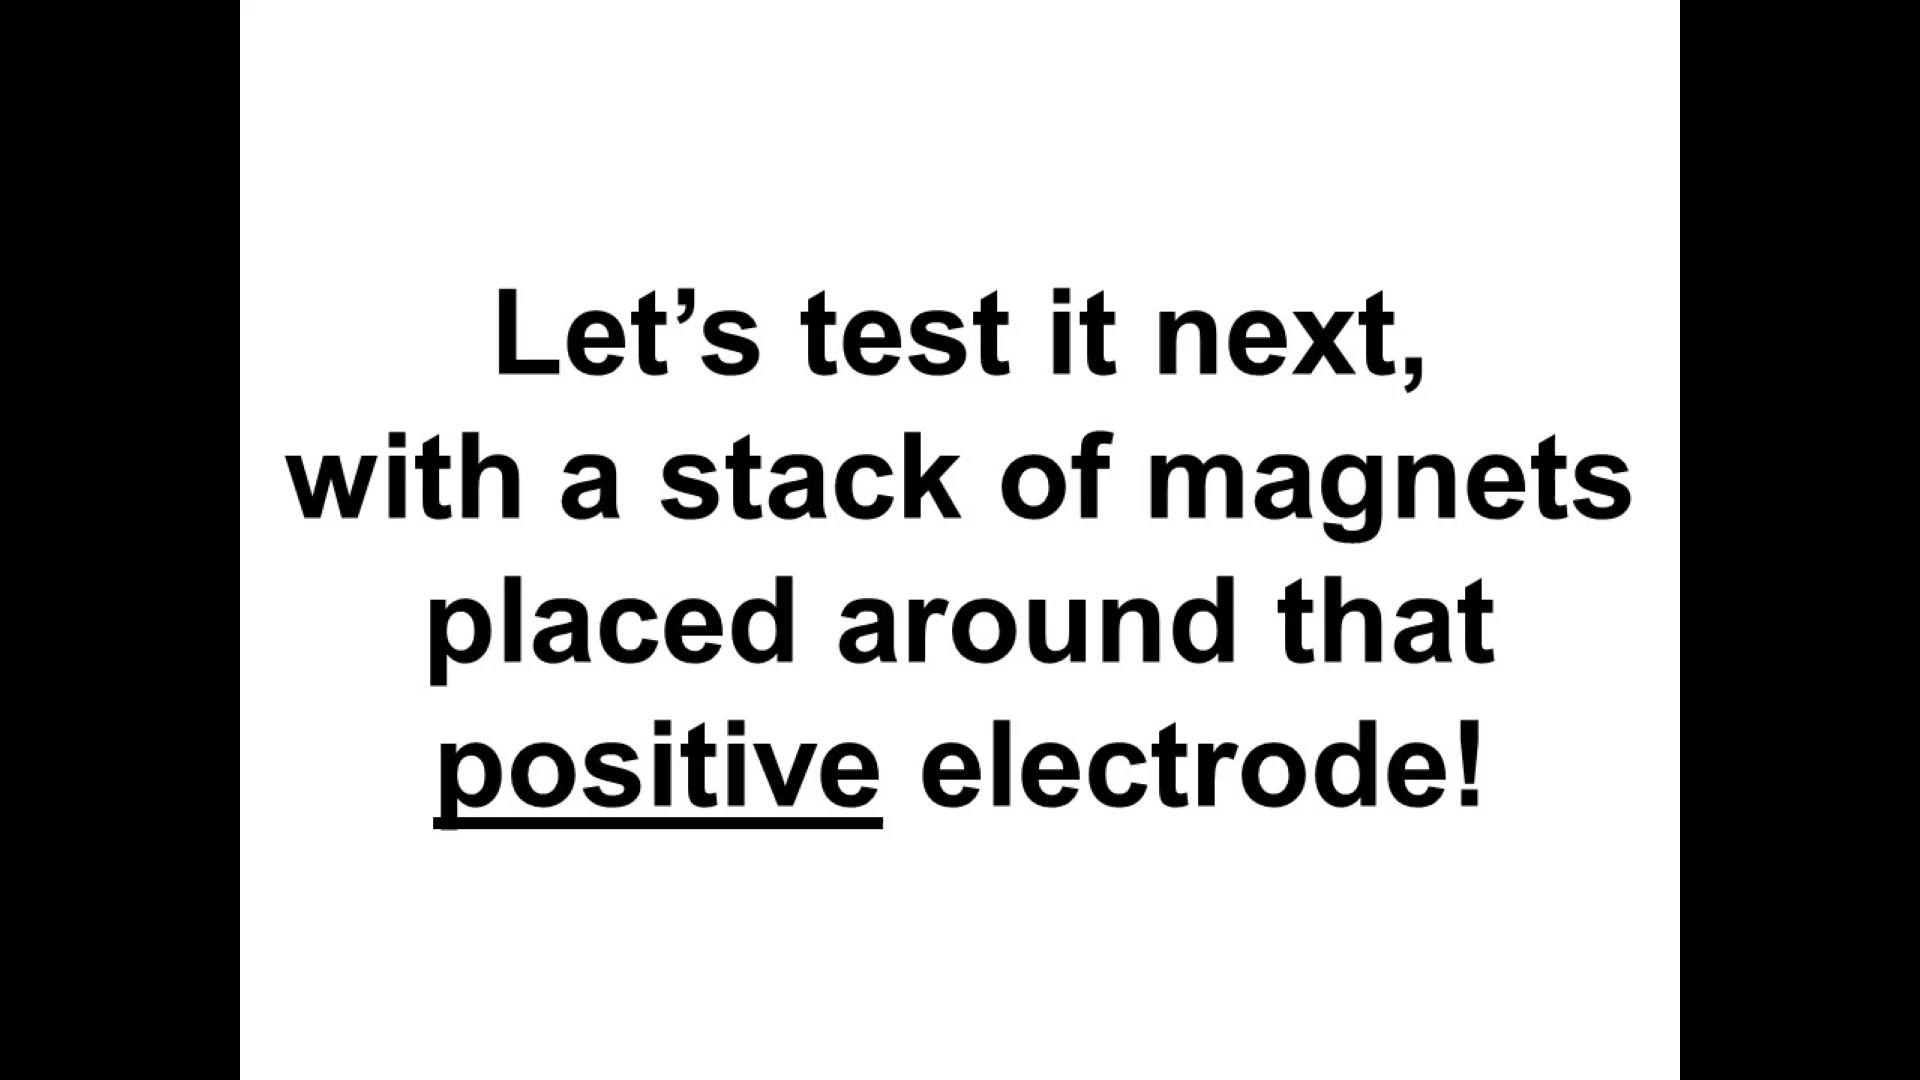 Let’s test it next,
with a stack of magnets
placed around that
positive electrode!